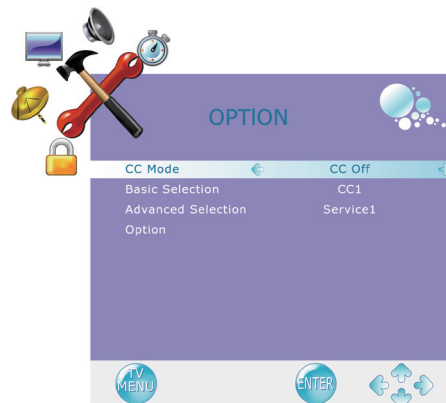 OPTION
CC Mode CC Off
Basic Selection CC1
Advanced Selection Service1
Option
TV
MENU
ENTER